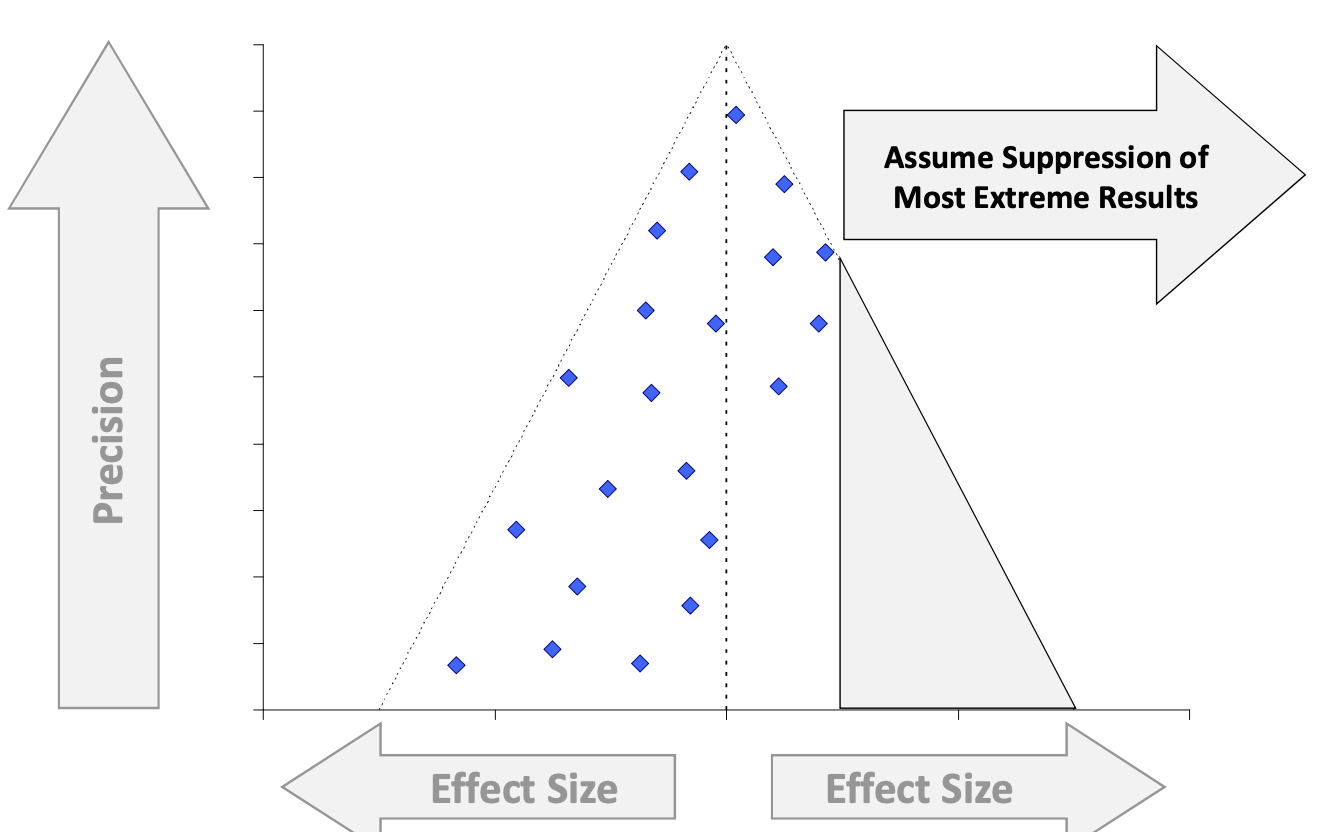 Assume Suppression of
Most Extreme Results
Precision
Effect Size
Effect Size